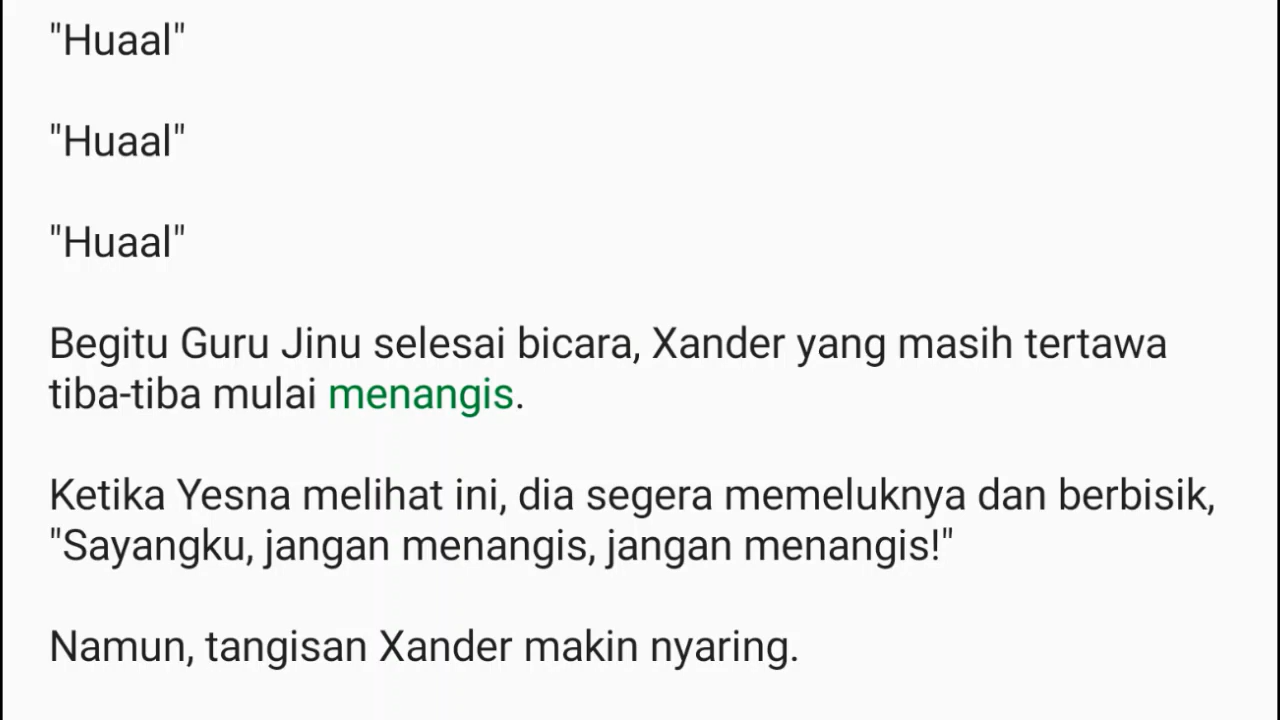 "Huaal"
"Huaal"
"Huaal"
Begitu Guru Jinu selesai bicara, Xander yang masih tertawa
tiba-tiba mulai menangis.
Ketika Yesna melihat ini, dia segera memeluknya dan berbisik,
"Sayangku, jangan menangis, jangan menangis!"
Namun, tangisan Xander makin nyaring.